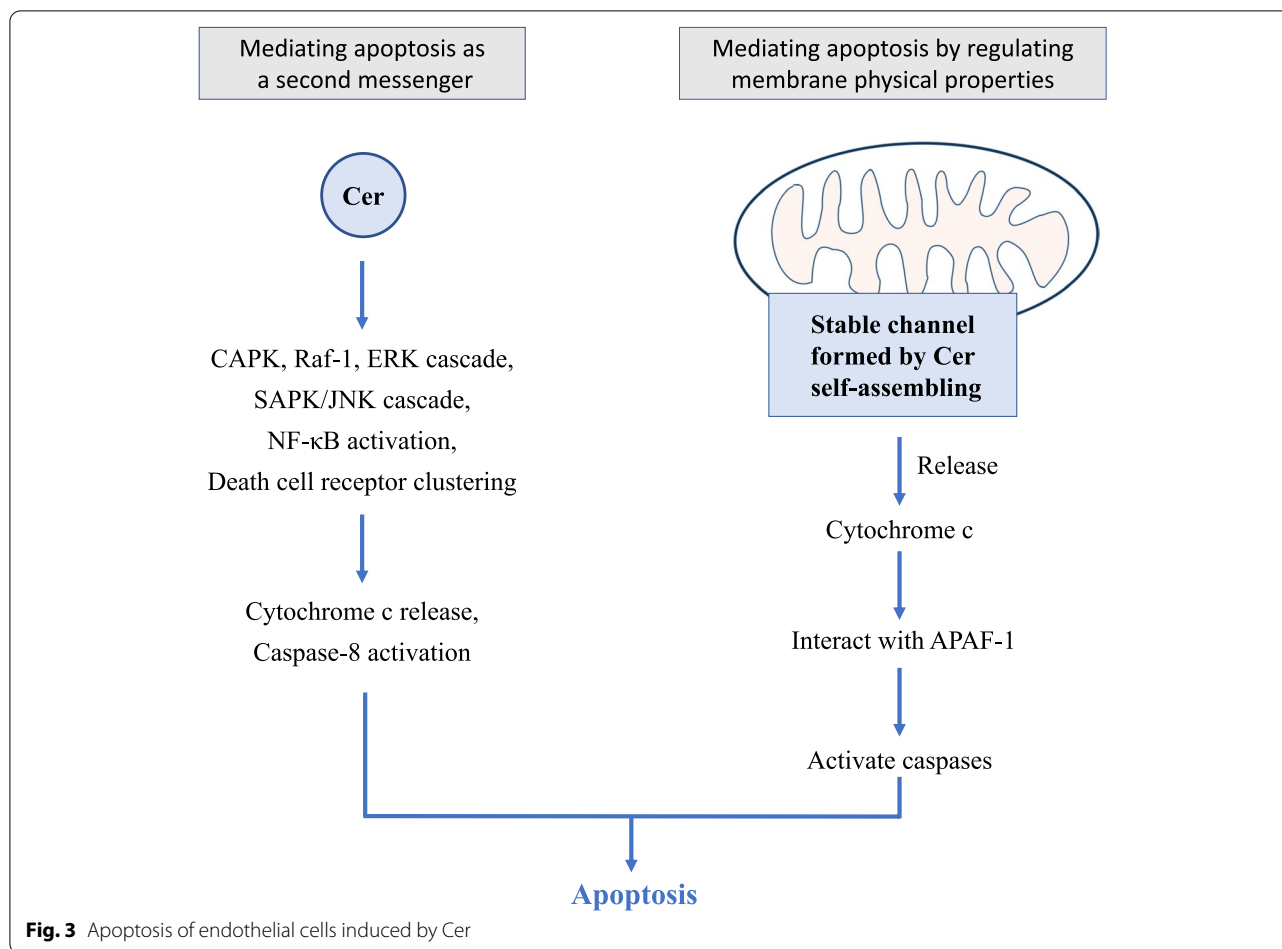 Mediating apoptosis as
a second messenger
Cer
CAPK, Raf-1, ERK cascade,
SAPK/JNK cascade,
NF-κB activation,
Death cell receptor clustering
Cytochrome c release,
Caspase-8 activation
Mediating apoptosis by regulating
membrane physical properties
Stable channel
formed by Cer
self-assembling
Release
Cytochrome c
Interact with APAF-1
Activate caspases
Apoptosis
Fig. 3 Apoptosis of endothelial cells induced by Cer